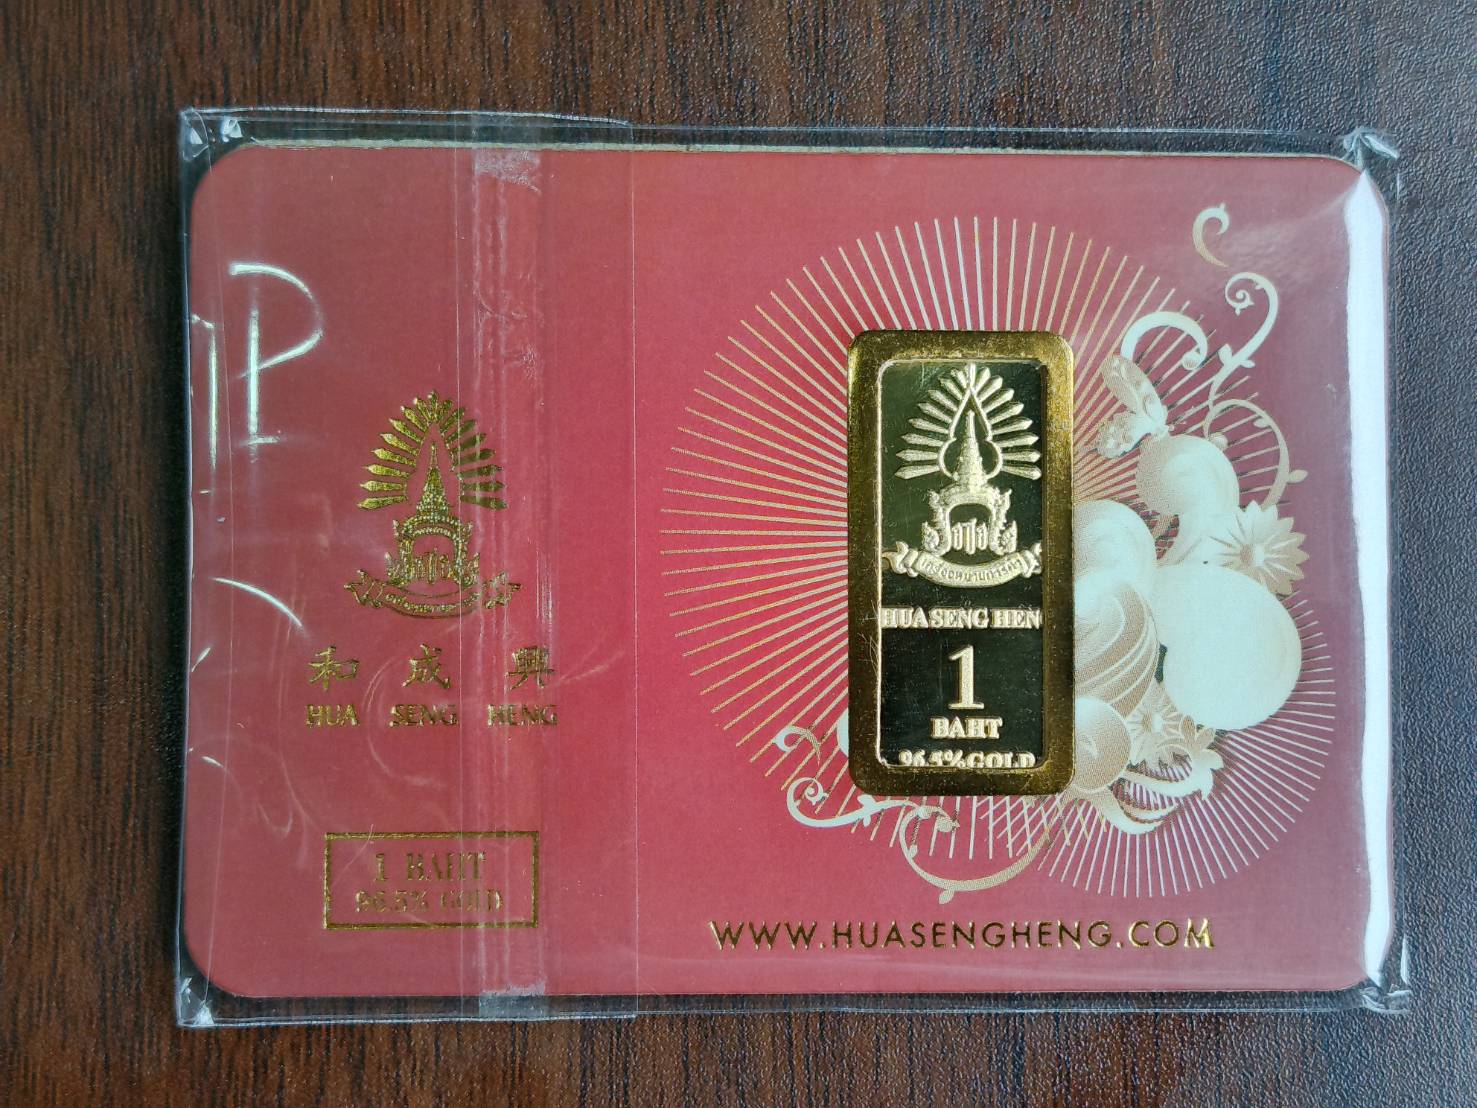 和 成 興
HUA SENG HENG
1 BAHT
96.5% GOLD
HUA SENG HEN
1
BAHT
96.5% GOLD
WWW.HUASENGHENG.COM